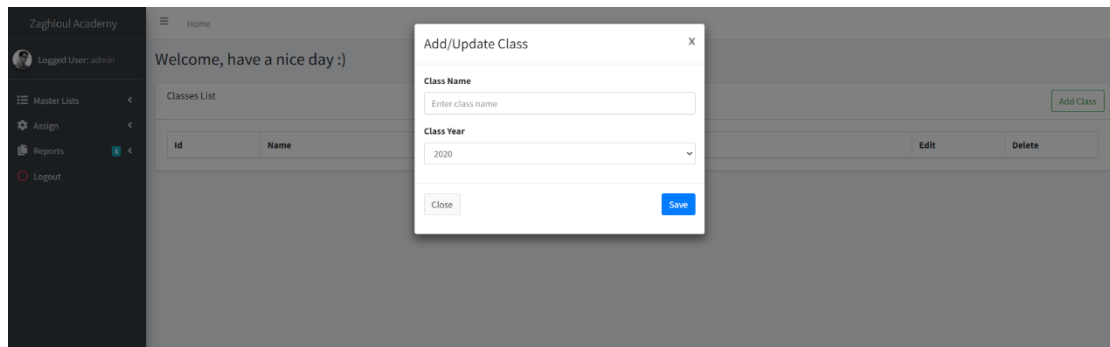 Zaghloul Academy
Home
Logged User: admin
Master Lists
Assign
Reports 1
Logout
Welcome, have a nice day :)
Classes List
Add Class
Id Name Edit Delete
Add/Update Class X
Class Name
Enter class name
Class Year
2020
Close Save